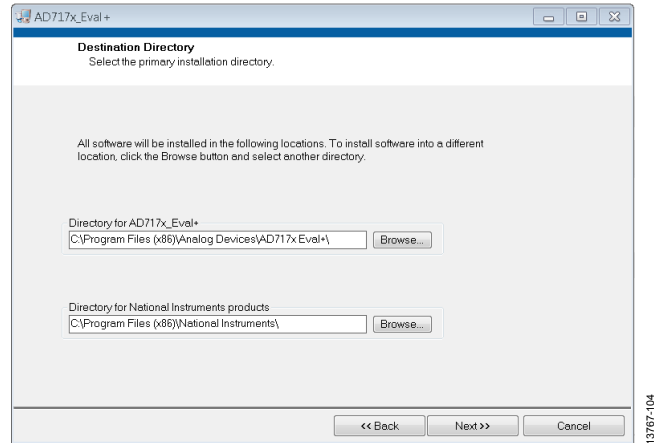 AD717x_Eval+
Destination Directory
Select the primary installation directory.
All software will be installed in the following locations. To install software into a different
location, click the Browse button and select another directory.
Directory for AD717x_Eval+
C:\Program Files (x86)\Analog Devices\AD717x Eval+\
Browse...
Directory for National Instruments products
C:\Program Files (x86)\National Instruments\
Browse...
<< Back
Next >>
Cancel
13767-104